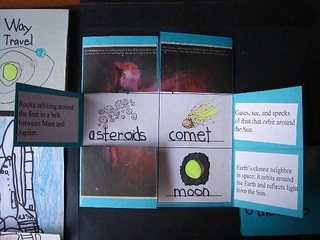 Way
Travel
Rocks orbiting around
the Sun in a belt
between Mars and
Jupiter.
asteroids
comet
Gases, ice, and specks
of dust that orbit around
the Sun.
moon
Earth's closest neighbor
in space; it orbits around
the Earth and reflects light
from the Sun.